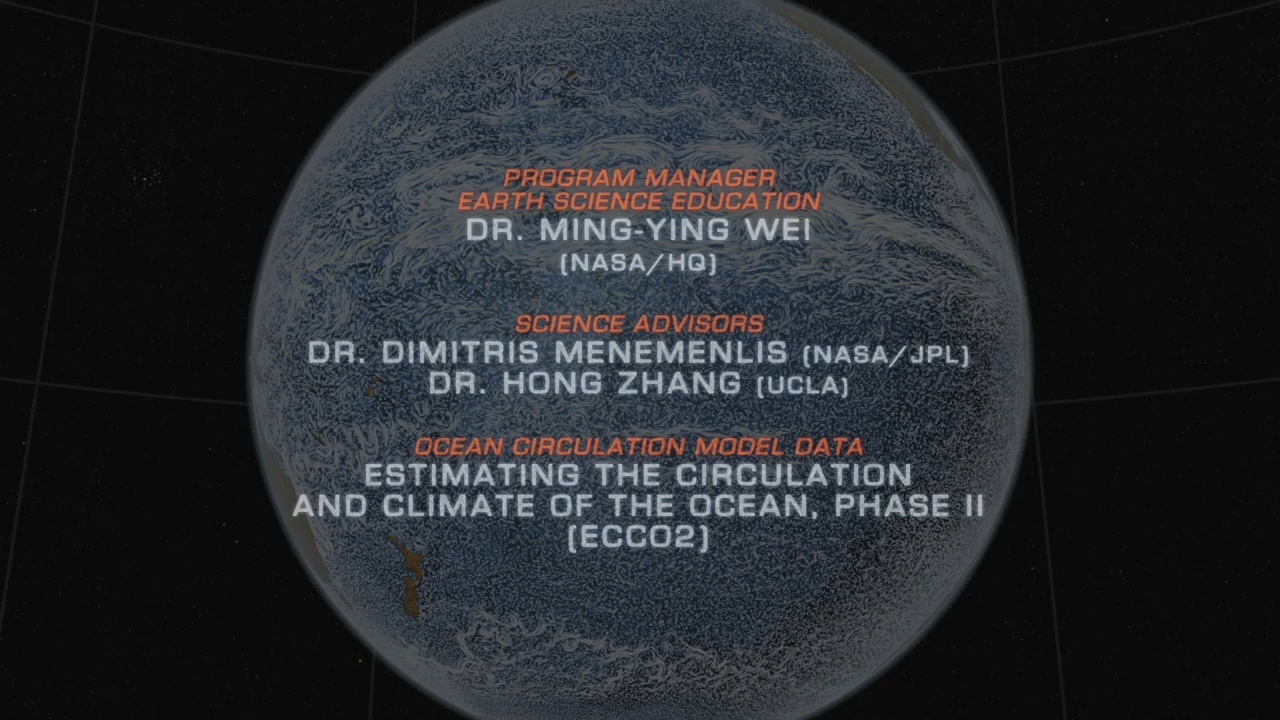 PROGRAM MANAGER
EARTH SCIENCE EDUCATION
DR. MING-YING WEI
(NASA/HQ)
SCIENCE ADVISORS
DR. DIMITRIS MENEMENLIS (NASA/JPL)
DR. HONG ZHANG (UCLA)
OCEAN CIRCULATION MODEL DATA
ESTIMATING THE CIRCULATION
AND CLIMATE OF THE OCEAN, PHASE II
(ECCO2)